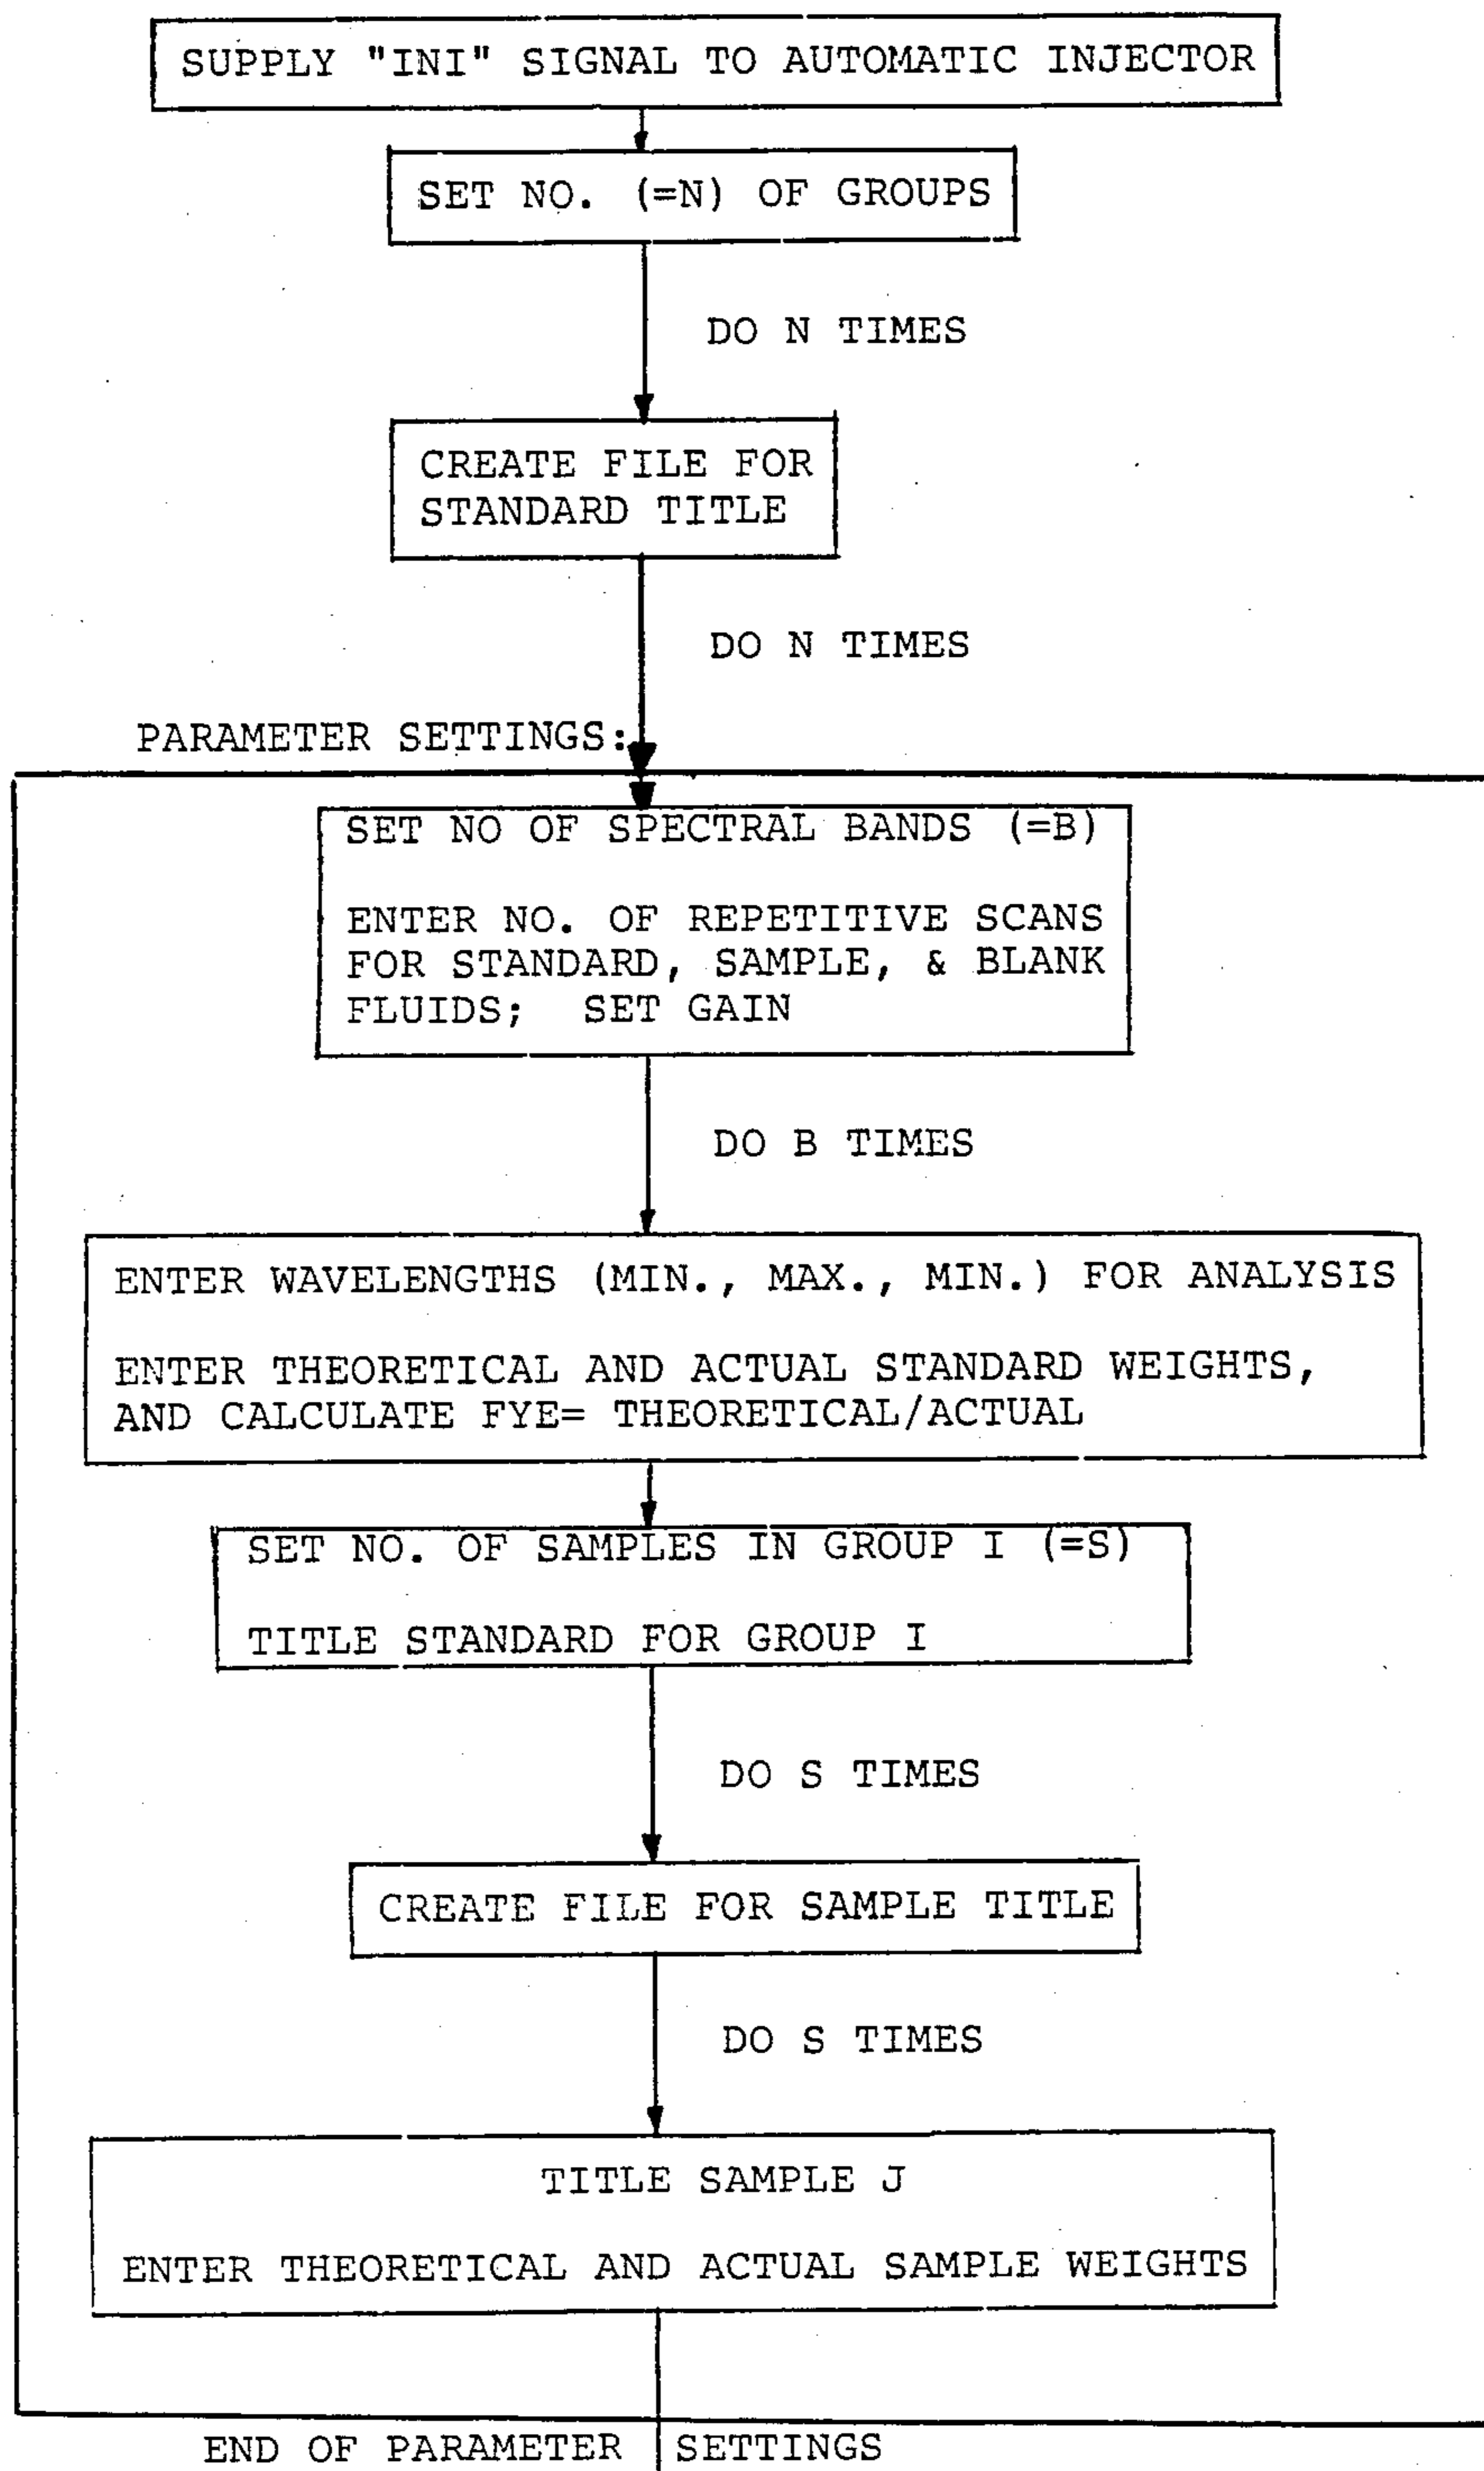 SUPPLY "INI" SIGNAL TO AUTOMATIC INJECTOR
SET NO. (=N) OF GROUPS
DO N TIMES
CREATE FILE FOR
STANDARD TITLE
DO N TIMES
PARAMETER SETTINGS:
SET NO OF SPECTRAL BANDS (=B)
ENTER NO. OF REPETITIVE SCANS
FOR STANDARD, SAMPLE, & BLANK
FLUIDS; SET GAIN
DO B TIMES
ENTER WAVELENGTHS (MIN., MAX., MIN.) FOR ANALYSIS
ENTER THEORETICAL AND ACTUAL STANDARD WEIGHTS,
AND CALCULATE FYE= THEORETICAL/ACTUAL
SET NO. OF SAMPLES IN GROUP I (=S)
TITLE STANDARD FOR GROUP I
DO S TIMES
CREATE FILE FOR SAMPLE TITLE
DO S TIMES
TITLE SAMPLE J
ENTER THEORETICAL AND ACTUAL SAMPLE WEIGHTS
END OF PARAMETER SETTINGS